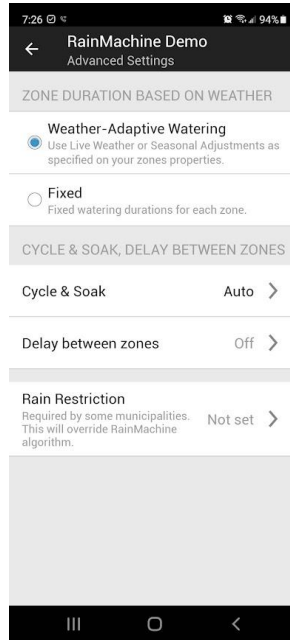 7:26
94%
RainMachine Demo
Advanced Settings
ZONE DURATION BASED ON WEATHER
Weather-Adaptive Watering
Use Live Weather or Seasonal Adjustments as
specified on your zones properties.
Fixed
Fixed watering durations for each zone.
CYCLE & SOAK, DELAY BETWEEN ZONES
Cycle & Soak Auto
Delay between zones Off
Rain Restriction
Required by some municipalities.
This will override RainMachine
algorithm.
Not set